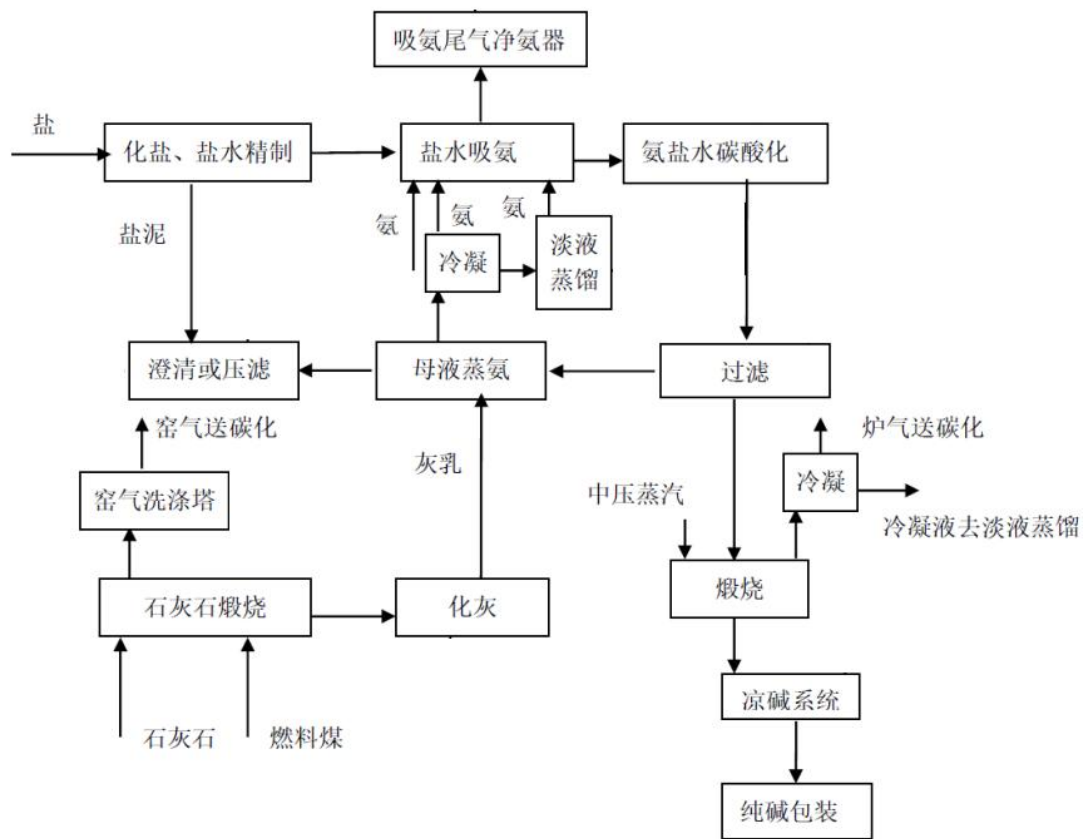 吸氨尾气净氨器
盐
化盐、盐水精制
盐水吸氨
氨盐水碳酸化
盐泥
氨
氨
氨
冷凝
淡液
蒸馏
澄清或压滤
母液蒸氨
过滤
窑气送碳化
灰乳
炉气送碳化
窑气洗涤塔
中压蒸汽
冷凝
冷凝液去淡液蒸馏
石灰石煅烧
化灰
煅烧
石灰石
燃料煤
凉碱系统
纯碱包装